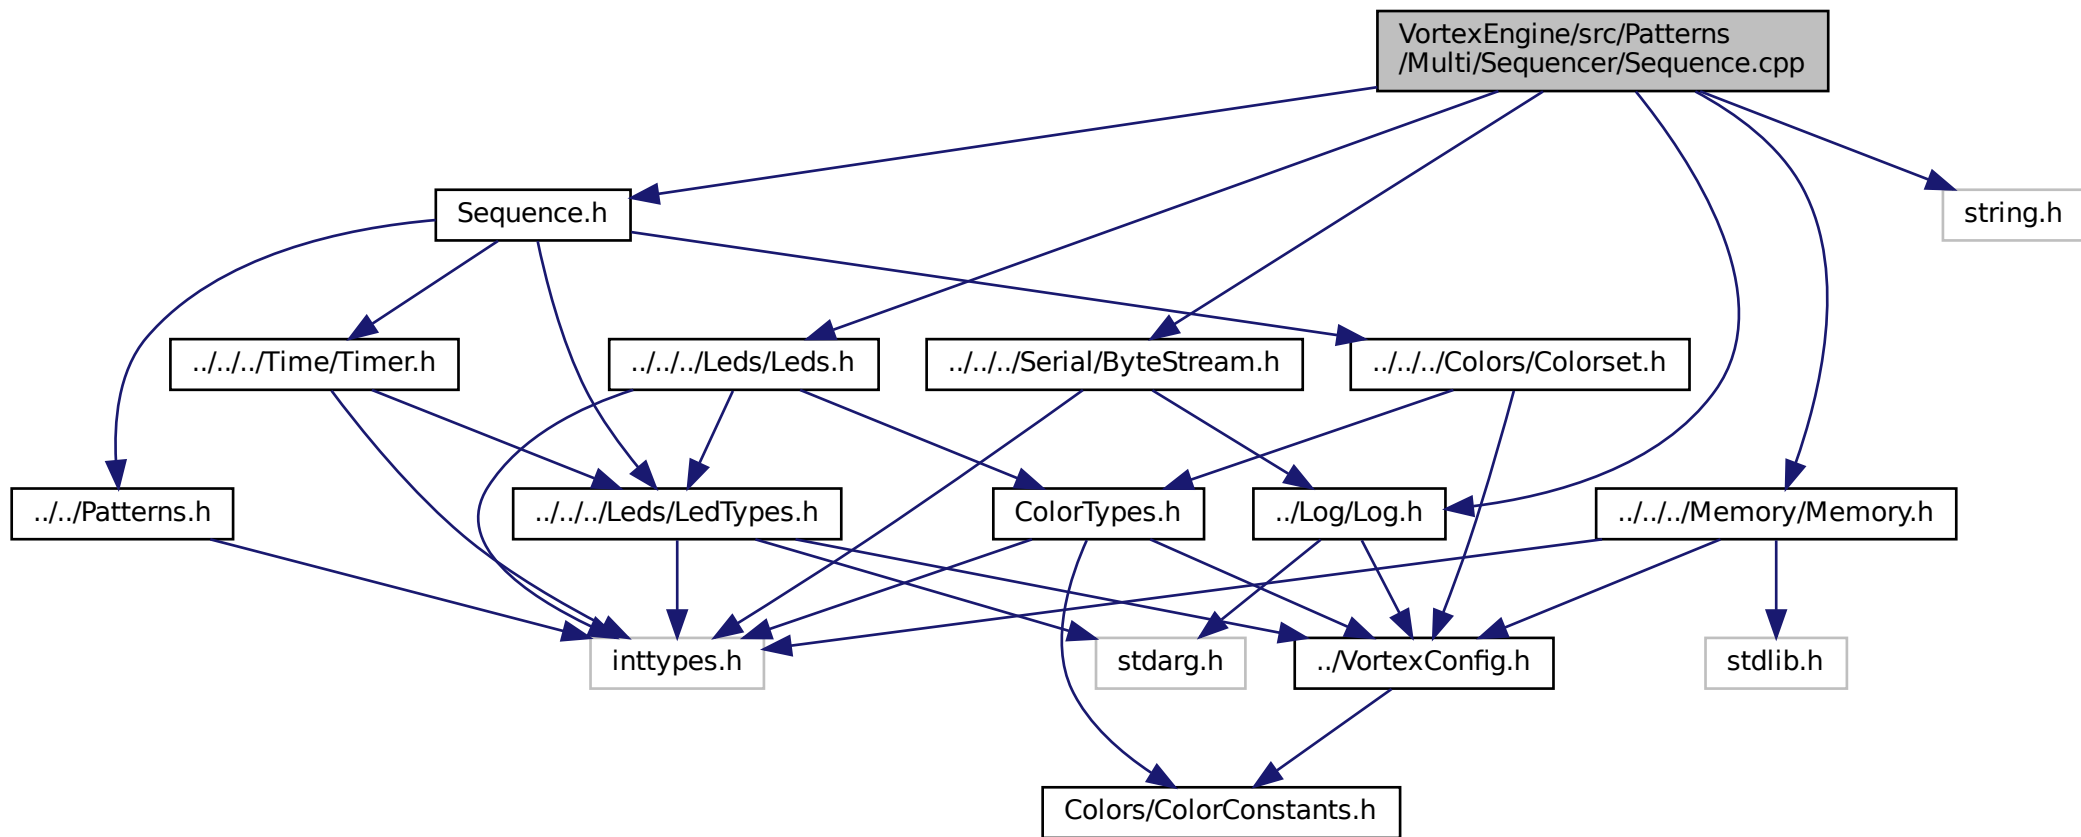 VortexEngine/src/Patterns
/Multi/Sequencer/Sequence.cpp
Sequence.h
string.h
../../../Time/Timer.h
../../../Leds/Leds.h
../../../Serial/ByteStream.h
../../../Colors/Colorset.h
../../Patterns.h
../../../Leds/LedTypes.h
ColorTypes.h
../Log/Log.h
../../../Memory/Memory.h
inttypes.h
stdarg.h
../VortexConfig.h
stdlib.h
Colors/ColorConstants.h